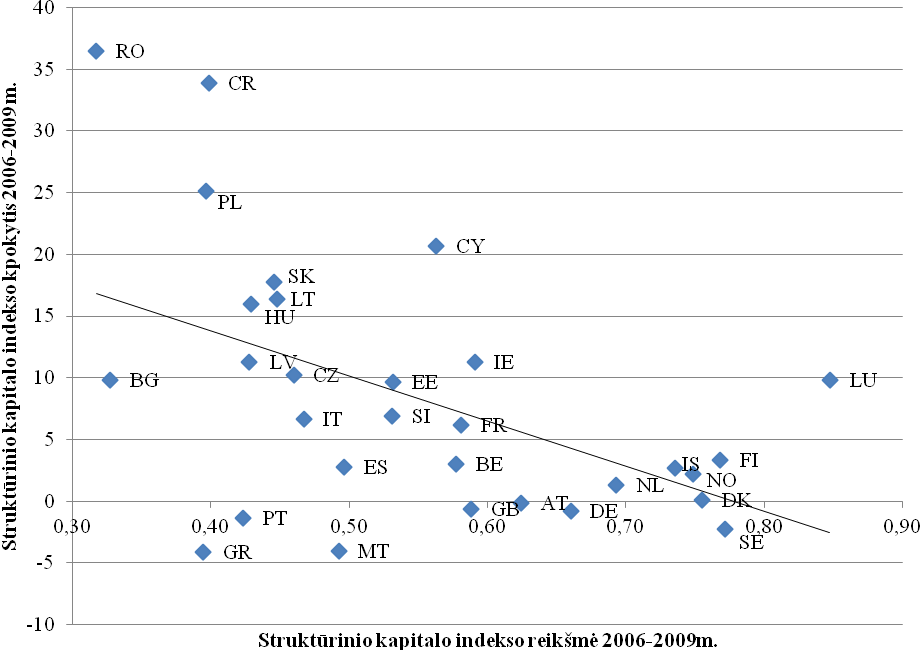 Struktūrinio kapitalo indekso kpokytis 2006-2009m.
40
35
30
25
20
15
10
5
0
-5
-10
RO
CR
PL
CY
SK
LT
HU
LV
IE
BG
CZ
EE
LU
IT
SI
FR
ES
BE
IS
FI
NO
NL
PT
GB
AT
DE
DK
SE
GR
MT
0,30
0,40
0,50
0,60
0,70
0,80
0,90
Struktūrinio kapitalo indekso reikšmė 2006-2009m.